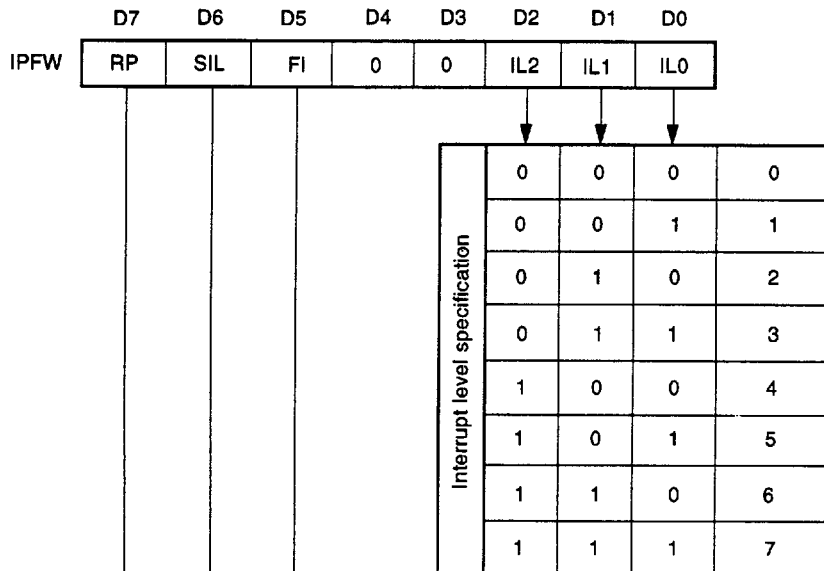 D7 D6 D5 D4 D3 D2 D1 D0
IPFW RP SIL FI 0 0 IL2 IL1 IL0
Interrupt level specification
0 0 0 0
0 0 1 1
0 1 0 2
0 1 1 3
1 0 0 4
1 0 1 5
1 1 0 6
1 1 1 7